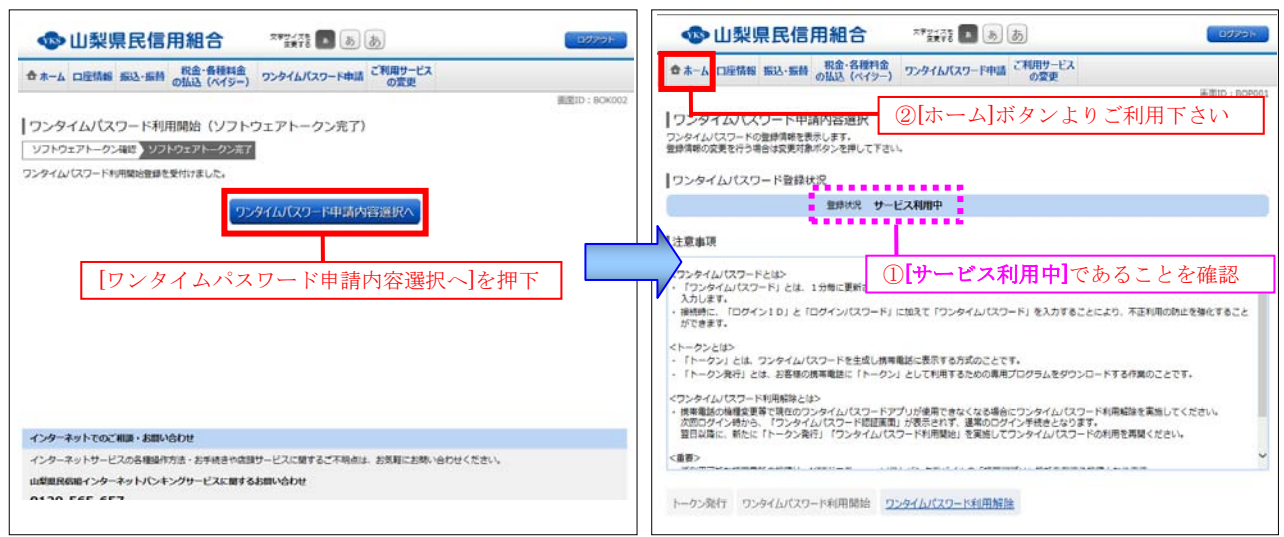 YKS 山梨県民信用組合
文字サイズを
変更する あ あ あ
ログアウト
ホーム 口座情報 振込・振替 税金・各種料金
の払込(ペイジー) ワンタイムパスワード申請 ご利用サービス
の変更
画面ID:BOK002
ワンタイムパスワード利用開始(ソフトウェアトークン完了)
ソフトウェアトークン確認 ソフトウェアトークン完了
ワンタイムパスワード利用開始登録を受付けました。
ワンタイムパスワード申請内容選択へ
[ワンタイムパスワード申請内容選択へ]を押下
インターネットでのご相談・お問い合わせ
インターネットサービスの各種操作方法・お手続きや店頭サービスに関するご不明点は、お気軽にお問い合わせください。
山梨県民信組インターネットバンキングサービスに関するお問い合わせ
0120-565-657
YKS 山梨県民信用組合
文字サイズを
変更する あ あ あ
ログアウト
ホーム 口座情報 振込・振替 税金・各種料金
の払込(ペイジー) ワンタイムパスワード申請 ご利用サービス
の変更
画面ID:BOP001
②[ホーム]ボタンよりご利用下さい
ワンタイムパスワード申請内容選択
ワンタイムパスワードの登録情報を表示します。
登録情報の変更を行う場合は変更対象ボタンを押して下さい。
ワンタイムパスワード登録状況
登録状況 サービス利用中
注意事項
①[サービス利用中]であることを確認
<ワンタイムパスワードとは>
・「ワンタイムパスワード」とは、1分毎に更新さ
入力します。
・接続時に、「ログインID」と「ログインパスワード」に加えて「ワンタイムパスワード」を入力することにより、不正利用の防止を強化すること
ができます。
<トークンとは>
・「トークン」とは、ワンタイムパスワードを生成し携帯電話に表示する方式のことです。
・「トークン発行」とは、お客様の携帯電話に「トークン」として利用するための専用プログラムをダウンロードする作業のことです。
<ワンタイムパスワード利用解除とは>
・携帯電話の機種変更等で現在のワンタイムパスワードアプリが使用できなくなる場合にワンタイムパスワード利用解除を実施してください。
次回ログイン時から、「ワンタイムパスワード認証画面」が表示されず、通常のログイン手続きとなります。
翌日以降に、新たに「トークン発行」「ワンタイムパスワード利用開始」を実施してワンタイムパスワードの利用を再開ください。
<重要>
トークン発行 ワンタイムパスワード利用開始 ワンタイムパスワード利用解除